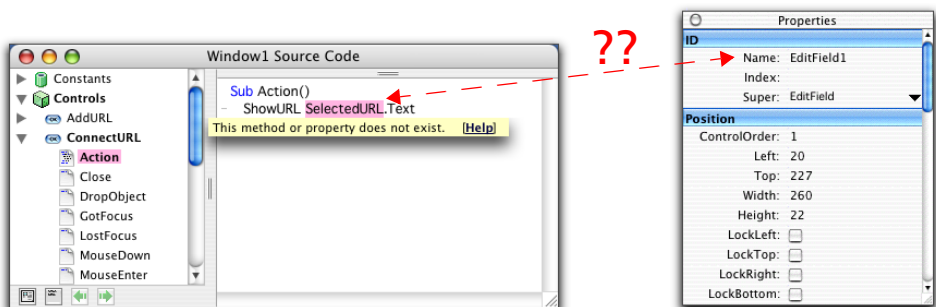 ??
Window1 Source Code
Constants
Controls
AddURL
ConnectURL
Action
Close
DropObject
GotFocus
LostFocus
MouseDown
MouseEnter
Sub Action()
ShowURL SelectedURL.Text
This method or property does not exist. [Help]
Properties
ID
Name: EditField1
Index:
Super: EditField
Position
ControlOrder: 1
Left: 20
Top: 227
Width: 260
Height: 22
LockLeft:
LockTop:
LockRight:
LockBottom: